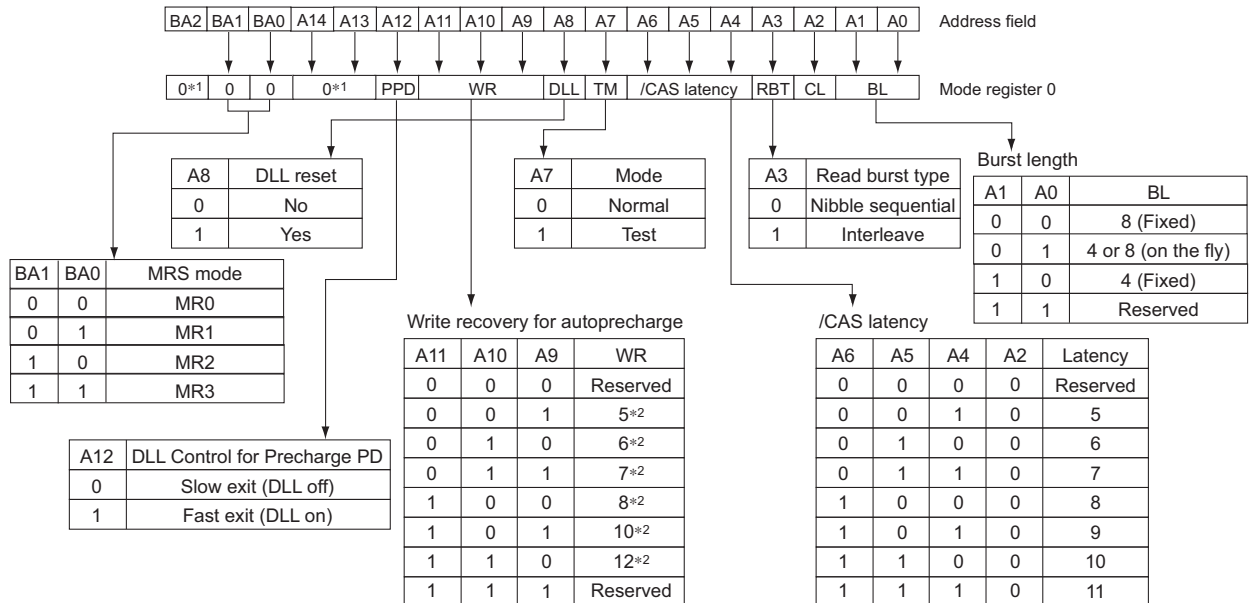 BA2 BA1 BA0 A14 A13 A12 A11 A10 A9 A8 A7 A6 A5 A4 A3 A2 A1 A0 Address field
0*1 0 0 0*1 PPD WR DLL TM /CAS latency RBT CL BL Mode register 0
A8 DLL reset
0 No
1 Yes
A7 Mode
0 Normal
1 Test
A3 Read burst type
0 Nibble sequential
1 Interleave
Burst length
A1 A0 BL
0 0 8 (Fixed)
0 1 4 or 8 (on the fly)
1 0 4 (Fixed)
1 1 Reserved
BA1 BA0 MRS mode
0 0 MR0
0 1 MR1
1 0 MR2
1 1 MR3
A12 DLL Control for Precharge PD
0 Slow exit (DLL off)
1 Fast exit (DLL on)
Write recovery for autoprecharge
A11 A10 A9 WR
0 0 0 Reserved
0 0 1 5*2
0 1 0 6*2
0 1 1 7*2
1 0 0 8*2
1 0 1 10*2
1 1 0 12*2
1 1 1 Reserved
/CAS latency
A6 A5 A4 A2 Latency
0 0 0 0 Reserved
0 0 1 0 5
0 1 0 0 6
0 1 1 0 7
1 0 0 0 8
1 0 1 0 9
1 1 0 0 10
1 1 1 0 11